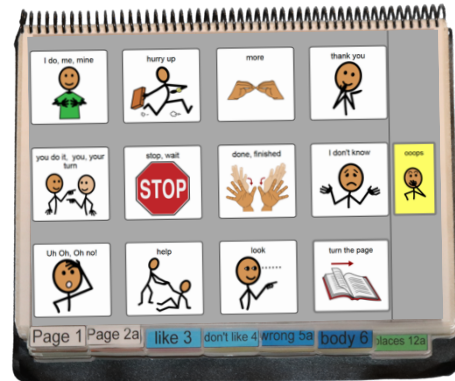 I do, me, mine
hurry up
more
thank you
you do it, you, your
turn
stop, wait
STOP
done, finished
I don't know
ooops
Uh Oh, Oh no!
help
look
turn the page
Page 1
Page 2a
like 3
don't like 4
wrong 5a
body 6
places 12a